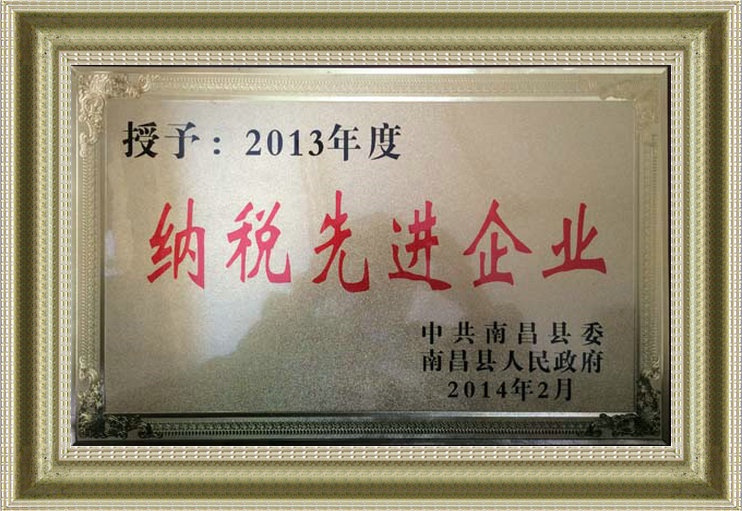 授予：2013年度
纳税先进企业
中共南昌县委
南昌县人民政府
2014年2月